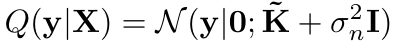 Q(y|X) = 𝒩(y|0; K̃ + σ²ₙI)